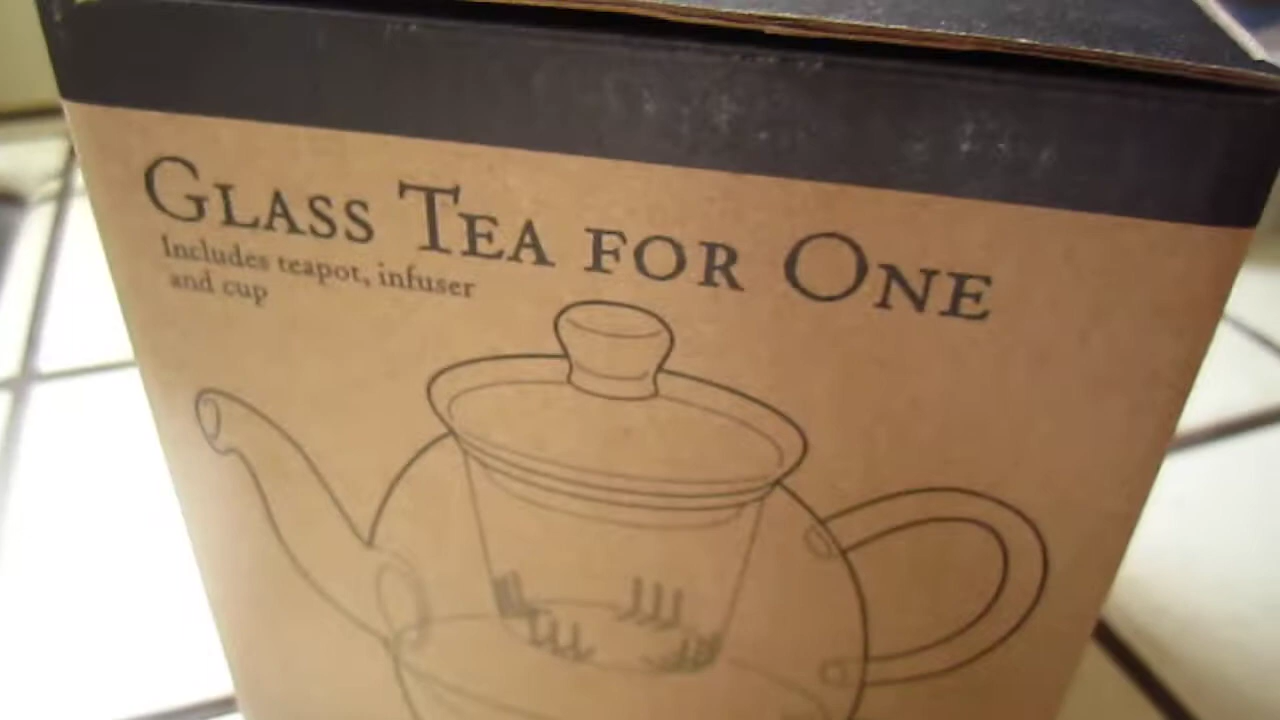 Glass Tea for One
Includes teapot, infuser
and cup